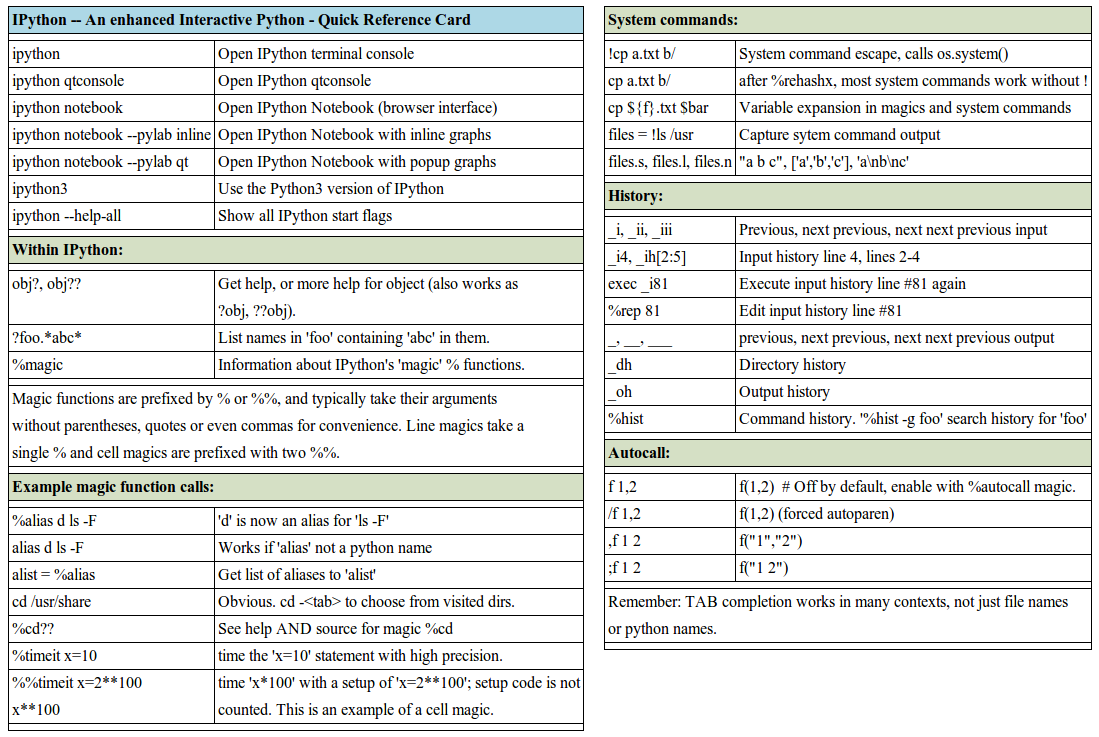 IPython -- An enhanced Interactive Python - Quick Reference Card
ipython Open IPython terminal console
ipython qtconsole Open IPython qtconsole
ipython notebook Open IPython Notebook (browser interface)
ipython notebook --pylab inline Open IPython Notebook with inline graphs
ipython notebook --pylab qt Open IPython Notebook with popup graphs
ipython3 Use the Python3 version of IPython
ipython --help-all Show all IPython start flags
Within IPython:
obj?, obj?? Get help, or more help for object (also works as
?obj, ??obj).
?foo.*abc* List names in 'foo' containing 'abc' in them.
%magic Information about IPython's 'magic' % functions.
Magic functions are prefixed by % or %%, and typically take their arguments
without parentheses, quotes or even commas for convenience. Line magics take a
single % and cell magics are prefixed with two %%.
Example magic function calls:
%alias d ls -F 'd' is now an alias for 'ls -F'
alias d ls -F Works if 'alias' not a python name
alist = %alias Get list of aliases to 'alist'
cd /usr/share Obvious. cd -<tab> to choose from visited dirs.
%cd?? See help AND source for magic %cd
%timeit x=10 time the 'x=10' statement with high precision.
%%timeit x=2**100 time 'x*100' with a setup of 'x=2**100'; setup code is not
x**100 counted. This is an example of a cell magic.
System commands:
!cp a.txt b/ System command escape, calls os.system()
cp a.txt b/ after %rehashx, most system commands work without !
cp ${f}.txt $bar Variable expansion in magics and system commands
files = !ls /usr Capture sytem command output
files.s, files.l, files.n "a b c", ['a','b','c'], 'a\nb\nc'
History:
_i, _ii, _iii Previous, next previous, next next previous input
_i4, _ih[2:5] Input history line 4, lines 2-4
exec _i81 Execute input history line #81 again
%rep 81 Edit input history line #81
_, __, ___ previous, next previous, next next previous output
_dh Directory history
_oh Output history
%hist Command history. '%hist -g foo' search history for 'foo'
Autocall:
f 1,2 f(1,2) # Off by default, enable with %autocall magic.
/f 1,2 f(1,2) (forced autoparen)
,f 1 2 f("1","2")
;f 1 2 f("1 2")
Remember: TAB completion works in many contexts, not just file names
or python names.